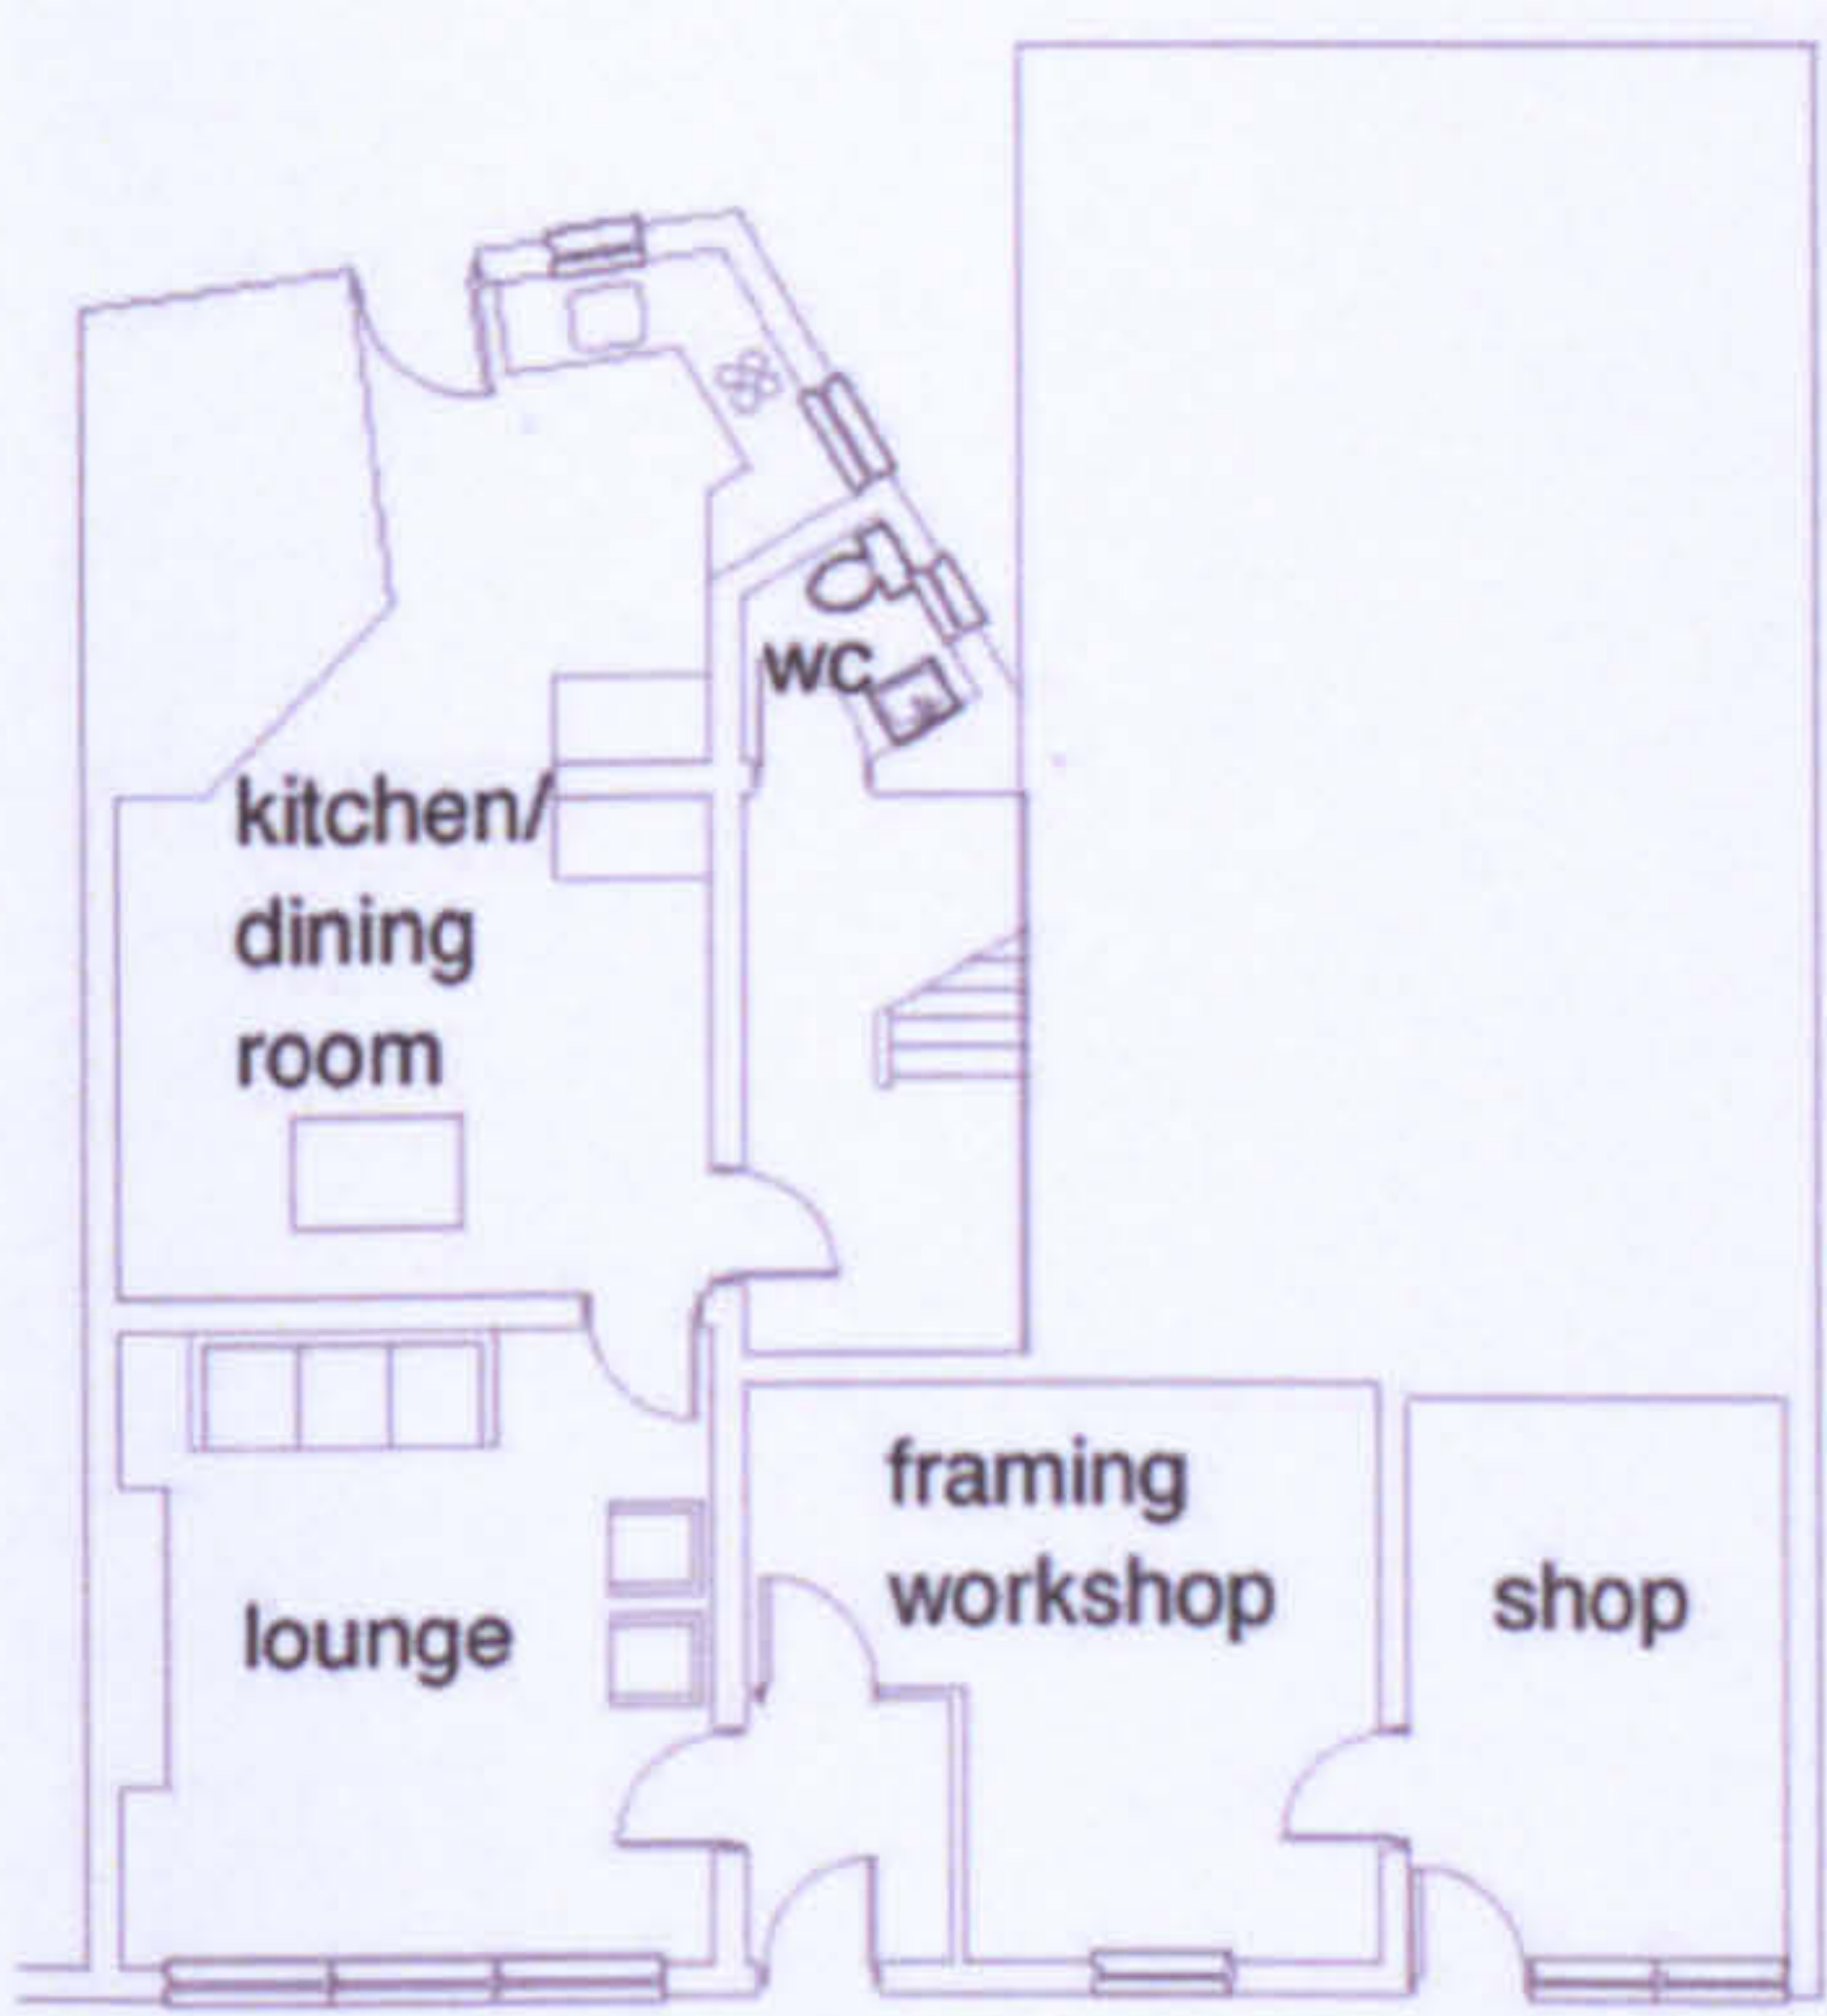 wc
kitchen/
dining
room
framing
workshop
shop
lounge